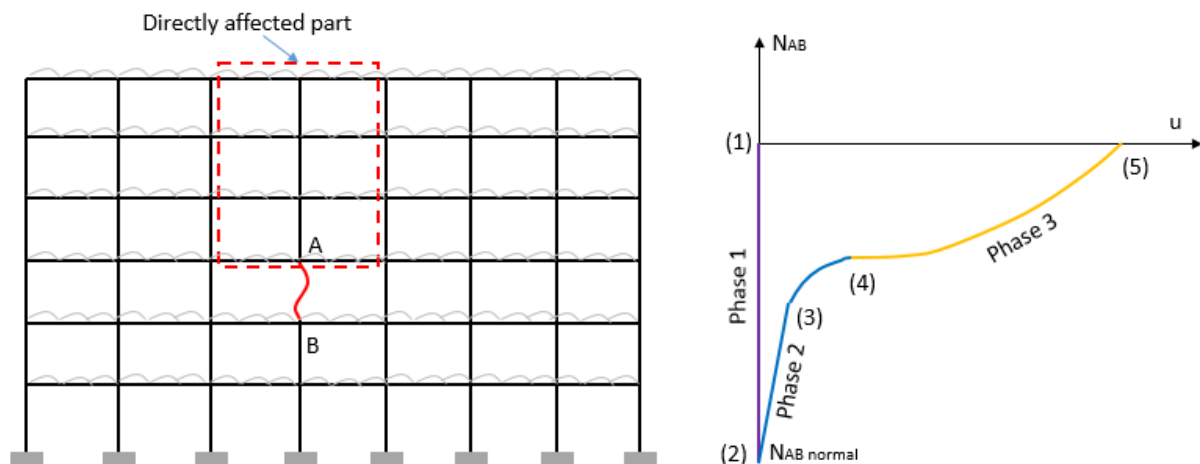 Directly affected part
A
B
NAB
u
(1)
(5)
Phase 1
Phase 3
(4)
(3)
Phase 2
(2)
NAB normal